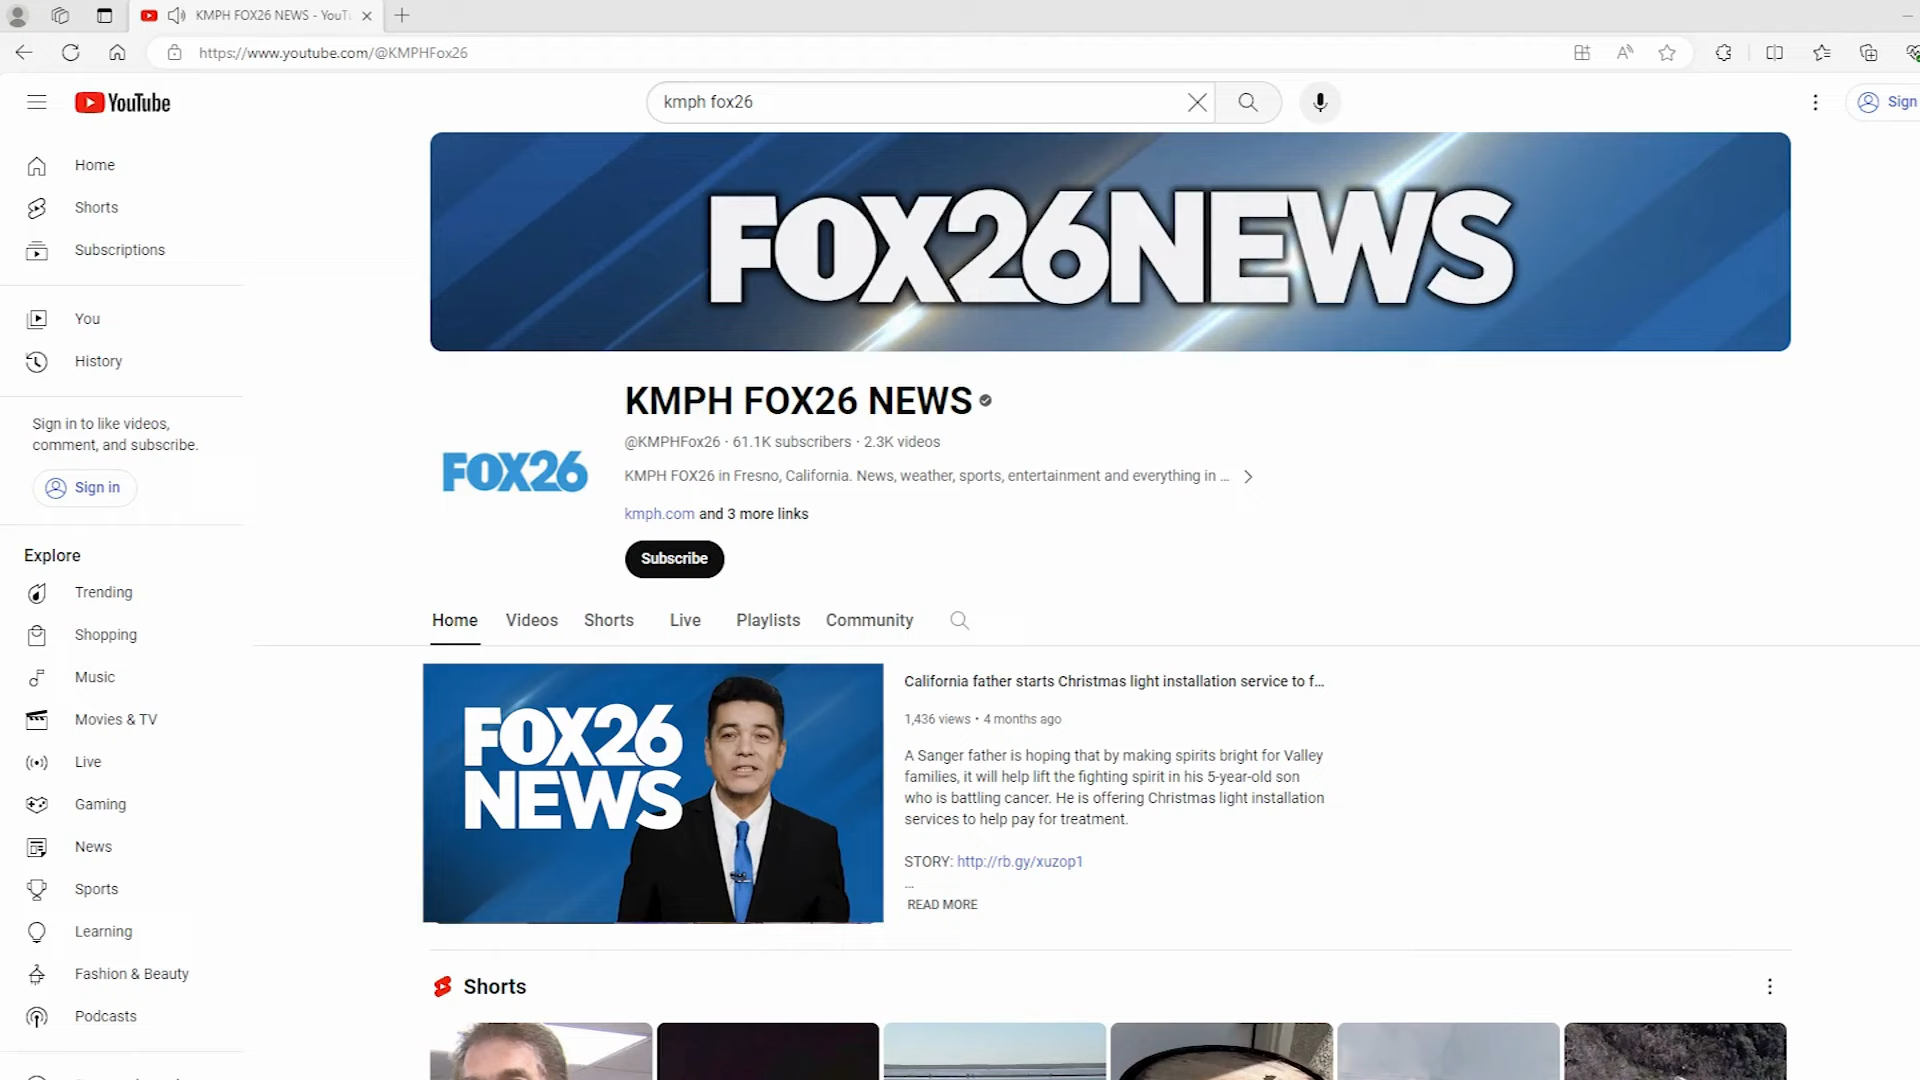 KMPH FOX26 NEWS - YouT
https://www.youtube.com/@KMPHFox26
YouTube
kmph fox26
Sign
Home
Shorts
Subscriptions
You
History
Sign in to like videos,
comment, and subscribe.
Sign in
Explore
Trending
Shopping
Music
Movies & TV
Live
Gaming
News
Sports
Learning
Fashion & Beauty
Podcasts
FOX26NEWS
FOX26
KMPH FOX26 NEWS
@KMPHFox26 · 61.1K subscribers · 2.3K videos
KMPH FOX26 in Fresno, California. News, weather, sports, entertainment and everything in ...
kmph.com and 3 more links
Subscribe
Home Videos Shorts Live Playlists Community
FOX26
NEWS
California father starts Christmas light installation service to f...
1,436 views • 4 months ago
A Sanger father is hoping that by making spirits bright for Valley
families, it will help lift the fighting spirit in his 5-year-old son
who is battling cancer. He is offering Christmas light installation
services to help pay for treatment.
STORY: http://rb.gy/xuzop1
...
READ MORE
Shorts